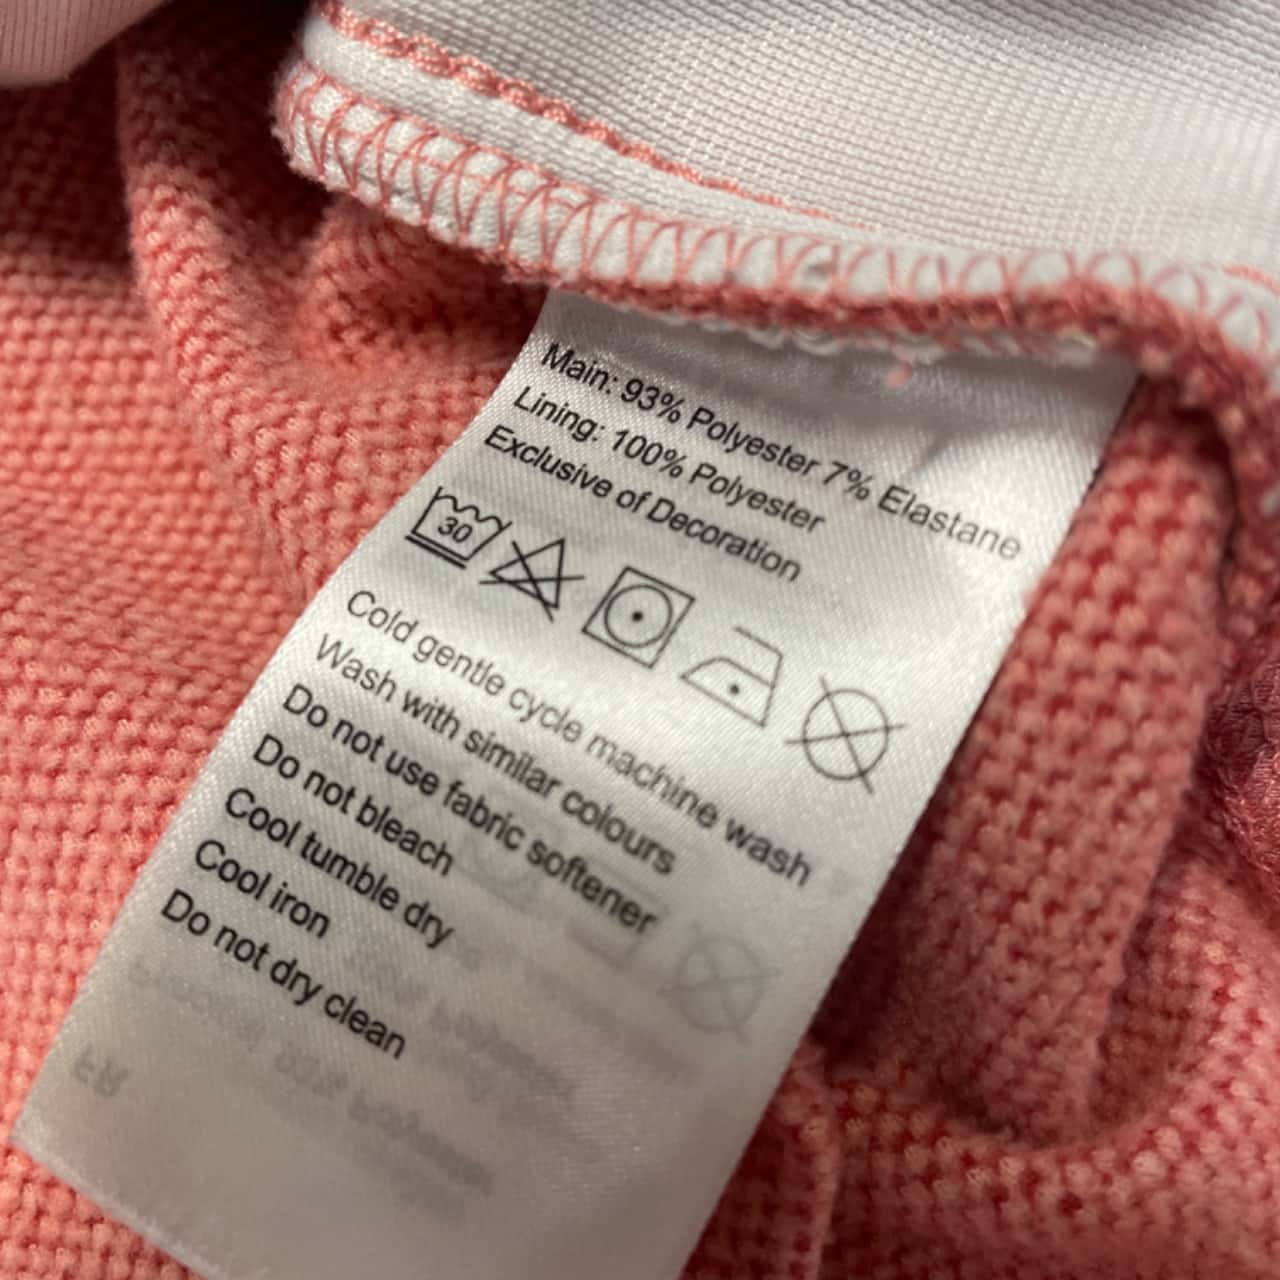 Main: 93% Polyester 7% Elastane
Lining: 100% Polyester
Exclusive of Decoration
30
Cold gentle cycle machine wash
Wash with similar colours
Do not use fabric softener
Do not bleach
Cool tumble dry
Cool iron
Do not dry clean
FR